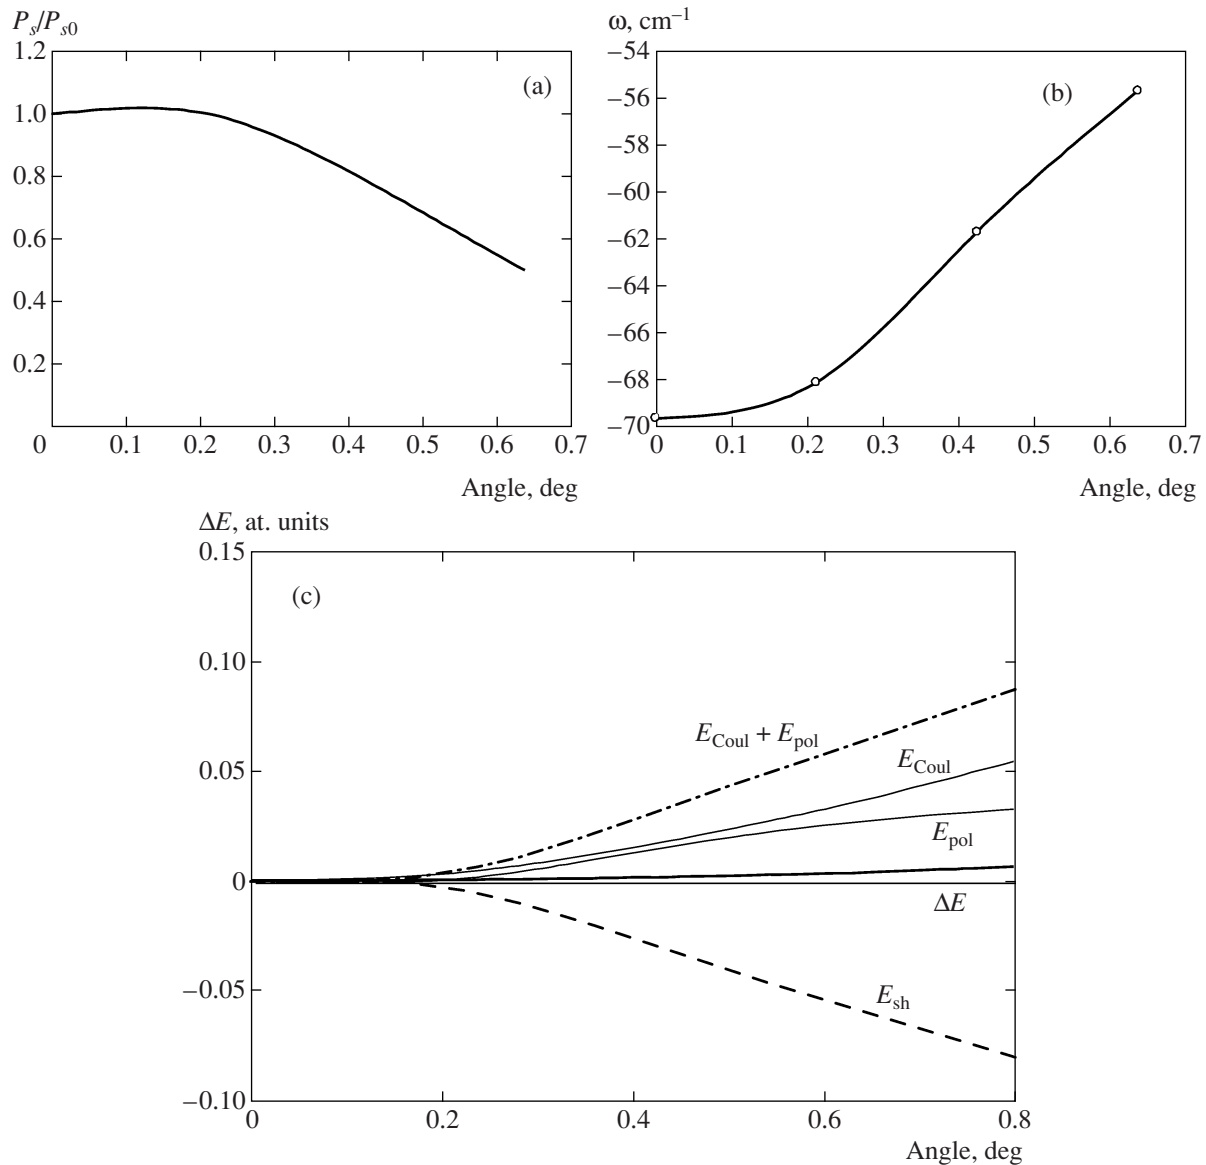 P_s/P_s0
1.2
1.0
0.8
0.6
0.4
0.2
0 0.1 0.2 0.3 0.4 0.5 0.6 0.7
Angle, deg
(a)
ω, cm⁻¹
−54
−56
−58
−60
−62
−64
−66
−68
−70
0 0.1 0.2 0.3 0.4 0.5 0.6 0.7
Angle, deg
(b)
ΔE, at. units
0.15
0.10
0.05
0
−0.05
−0.10
(c)
E_Coul + E_pol
E_Coul
E_pol
ΔE
E_sh
0 0.2 0.4 0.6 0.8
Angle, deg